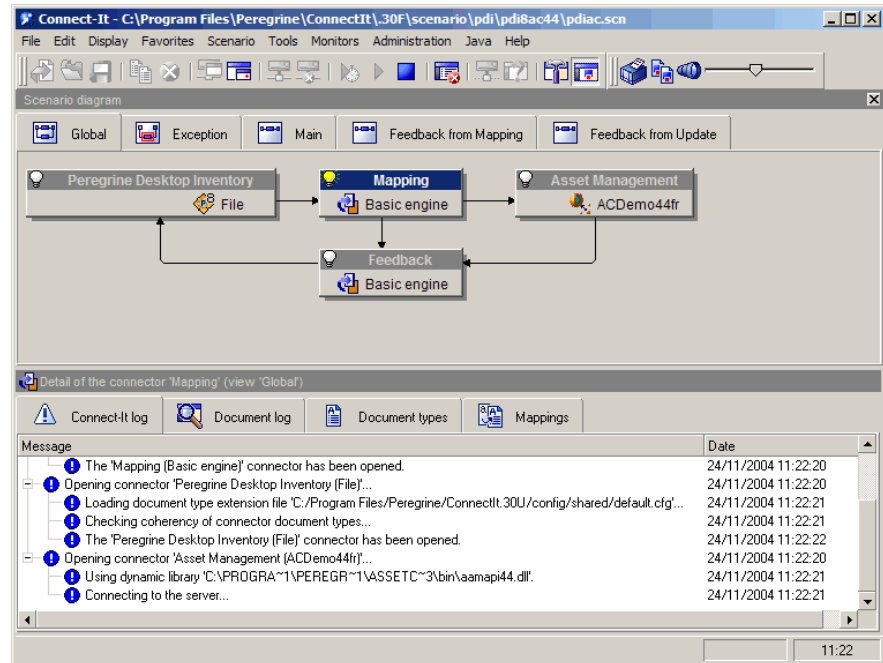 Connect-It - C:\Program Files\Peregrine\ConnectIt\.30F\scenario\pdi\pdi8ac44\pdiac.scn
File Edit Display Favorites Scenario Tools Monitors Administration Java Help
Scenario diagram
Global Exception Main Feedback from Mapping Feedback from Update
Peregrine Desktop Inventory Mapping Asset Management
File Basic engine ACDemo44fr
Feedback
Basic engine
Detail of the connector 'Mapping' (view 'Global')
Connect-It log Document log Document types Mappings
Message Date
The 'Mapping (Basic engine)' connector has been opened. 24/11/2004 11:22:20
Opening connector 'Peregrine Desktop Inventory (File)'... 24/11/2004 11:22:20
Loading document type extension file 'C:/Program Files/Peregrine/ConnectIt.30U/config/shared/default.cfg'... 24/11/2004 11:22:21
Checking coherency of connector document types... 24/11/2004 11:22:21
The 'Peregrine Desktop Inventory (File)' connector has been opened. 24/11/2004 11:22:22
Opening connector 'Asset Management (ACDemo44fr)'... 24/11/2004 11:22:20
Using dynamic library 'C:\PROGRA~1\PEREGR~1\ASSETC~3\bin\aamapi44.dll'. 24/11/2004 11:22:21
Connecting to the server... 24/11/2004 11:22:21
11:22